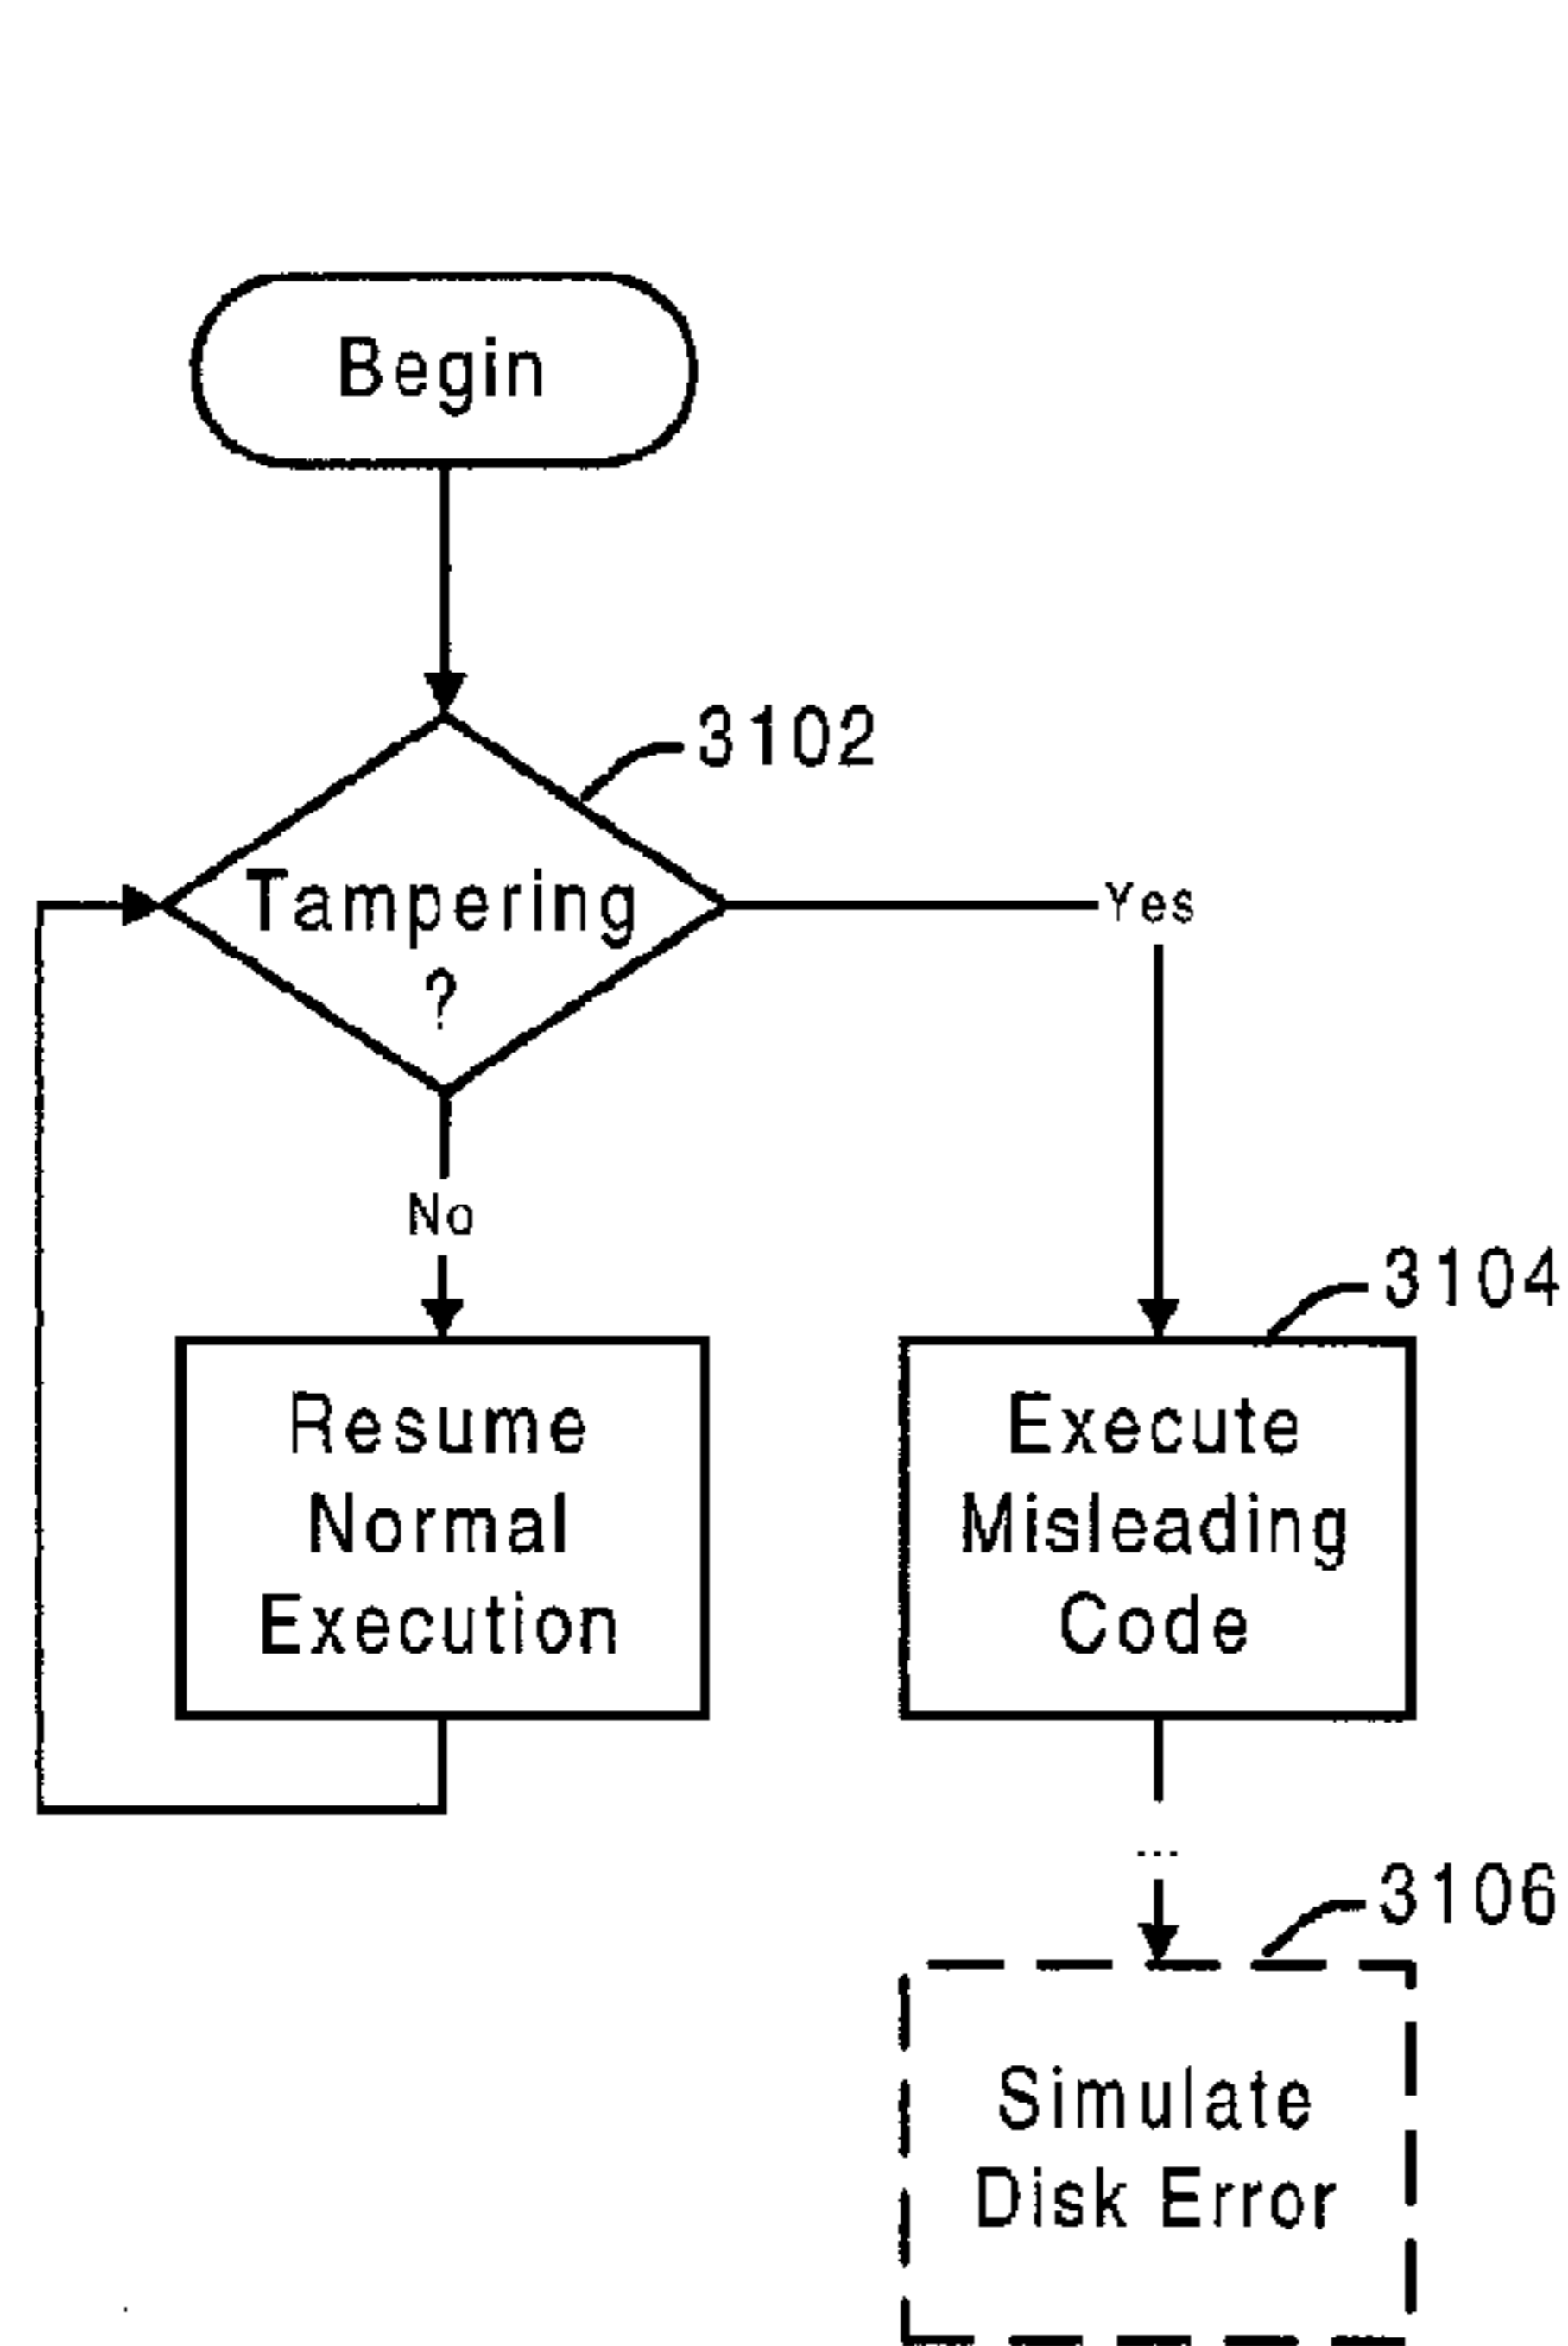 Begin
3102
Tampering
?
Yes
No
3104
Resume
Normal
Execution
Execute
Misleading
Code
...
3106
Simulate
Disk Error